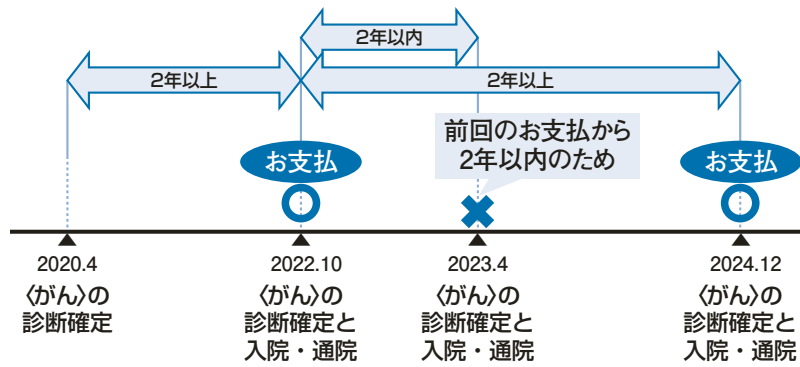 2年以内
2年以上
2年以上
前回のお支払から
2年以内のため
お支払
お支払
2020.4
〈がん〉の
診断確定
2022.10
〈がん〉の
診断確定と
入院・通院
2023.4
〈がん〉の
診断確定と
入院・通院
2024.12
〈がん〉の
診断確定と
入院・通院